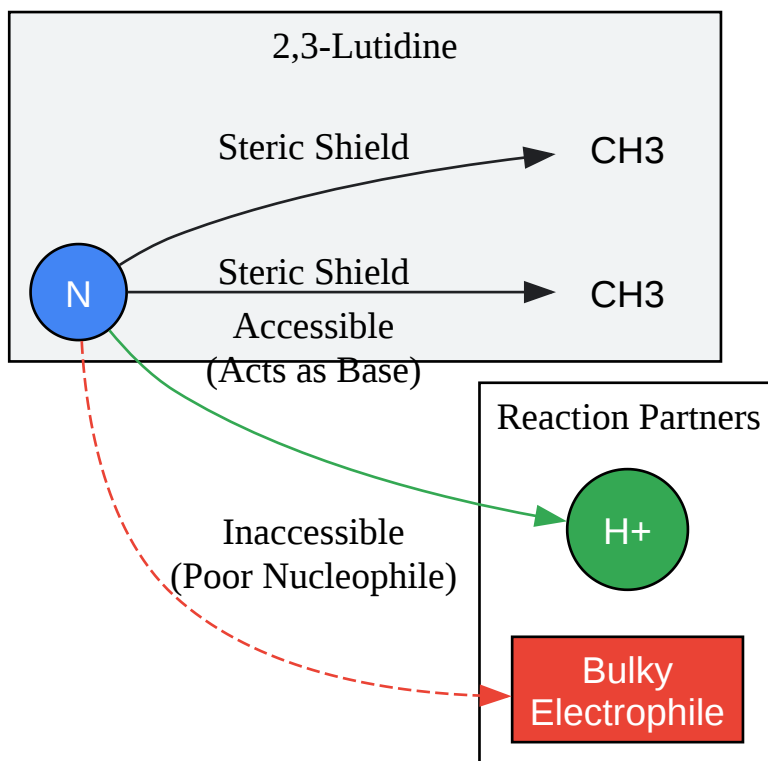 2,3-Lutidine
Steric Shield
CH3
Steric Shield
N
CH3
Accessible
(Acts as Base)
Reaction Partners
H+
Inaccessible
(Poor Nucleophile)
Bulky
Electrophile